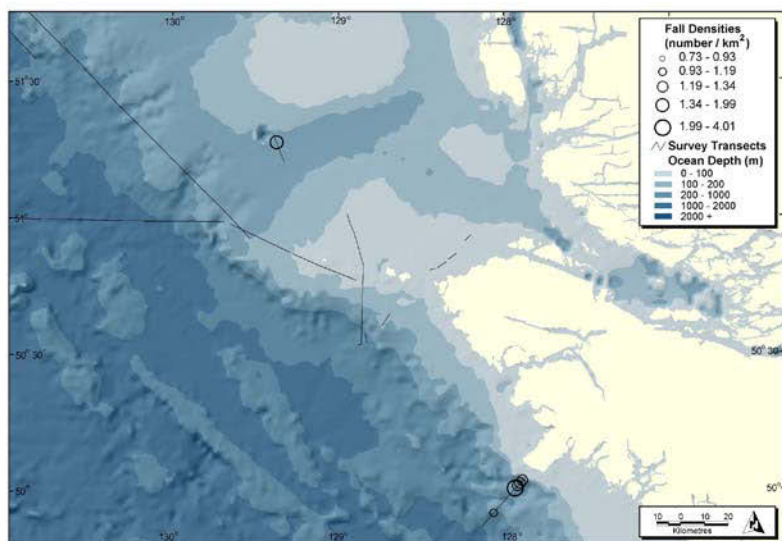 130°
129°
128°
51° 30'
51°
50° 30'
50°
Fall Densities
(number / km²)
0.73 - 0.93
0.93 - 1.19
1.19 - 1.34
1.34 - 1.99
1.99 - 4.01
Survey Transects
Ocean Depth (m)
0 - 100
100 - 200
200 - 1000
1000 - 2000
2000 +
50° 30'
50°
10 0 10 20
Kilometres
130°
129°
128°